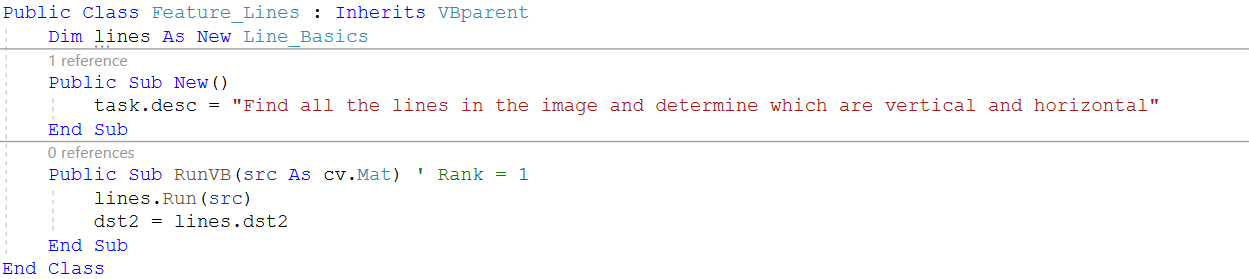 Public Class Feature_Lines : Inherits VBparent
Dim lines As New Line_Basics
1 reference
Public Sub New()
task.desc = "Find all the lines in the image and determine which are vertical and horizontal"
End Sub
0 references
Public Sub RunVB(src As cv.Mat) ' Rank = 1
lines.Run(src)
dst2 = lines.dst2
End Sub
End Class